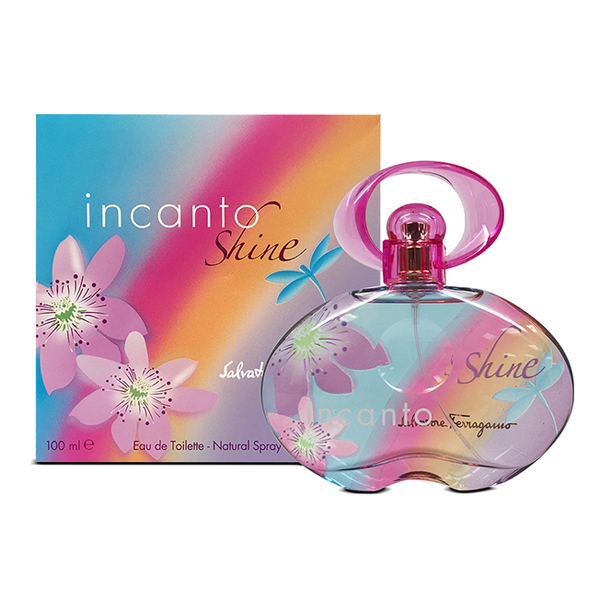 incanto
Shine
Salvat
100 ml e
Eau de Toilette - Natural Spray
Shine
incanto
Salvatore Ferragamo